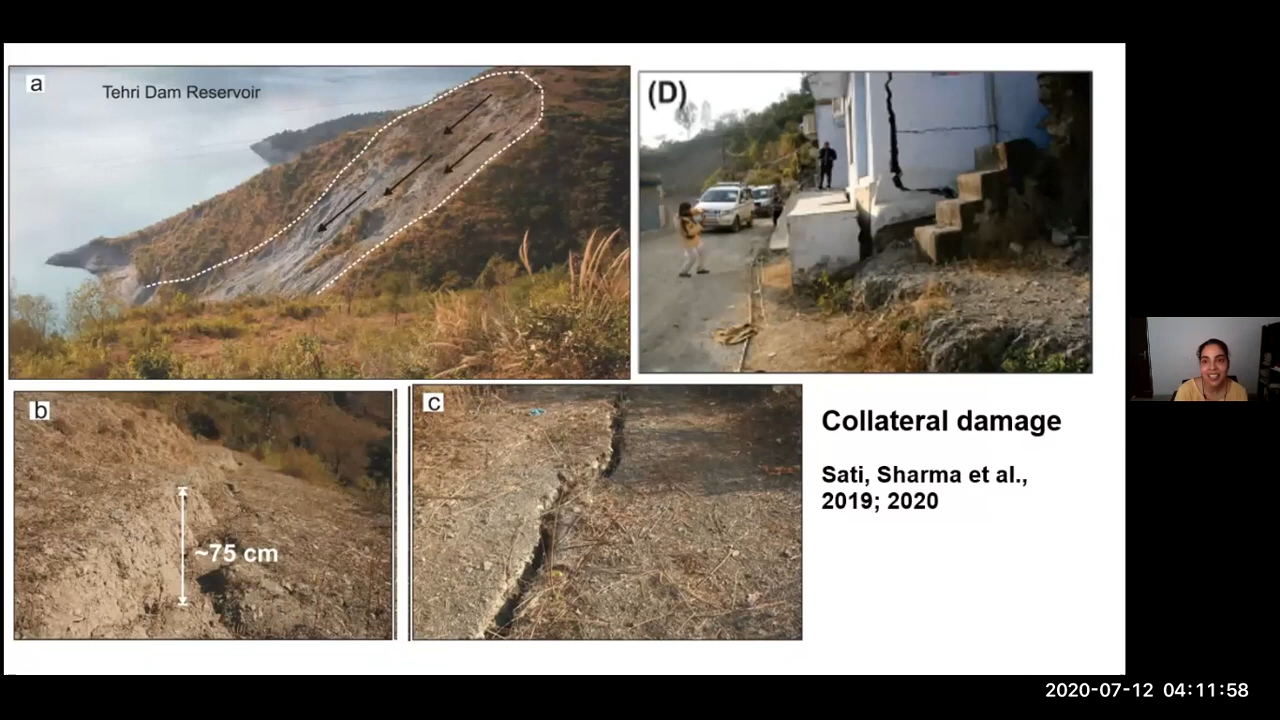 a
Tehri Dam Reservoir
(D)
b
~75 cm
c
Collateral damage
Sati, Sharma et al.,
2019; 2020
2020-07-12 04:11:58